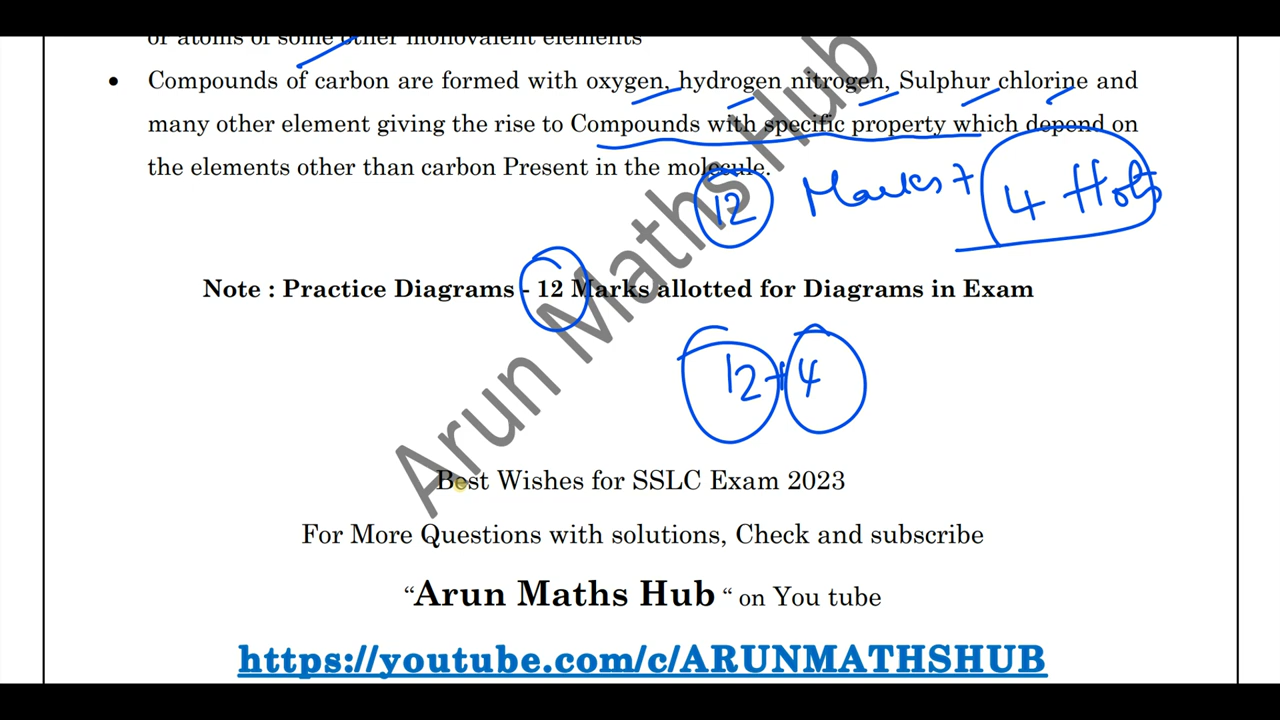 or atoms of some other monovalent elements
• Compounds of carbon are formed with oxygen, hydrogen nitrogen, Sulphur chlorine and
many other element giving the rise to Compounds with specific property which depend on
the elements other than carbon Present in the molecule.
12 Marks + 4
Note : Practice Diagrams - 12 Marks allotted for Diagrams in Exam
12+4
Best Wishes for SSLC Exam 2023
For More Questions with solutions, Check and subscribe
“Arun Maths Hub “ on You tube
https://youtube.com/c/ARUNMATHSHUB
Arun Maths Hub